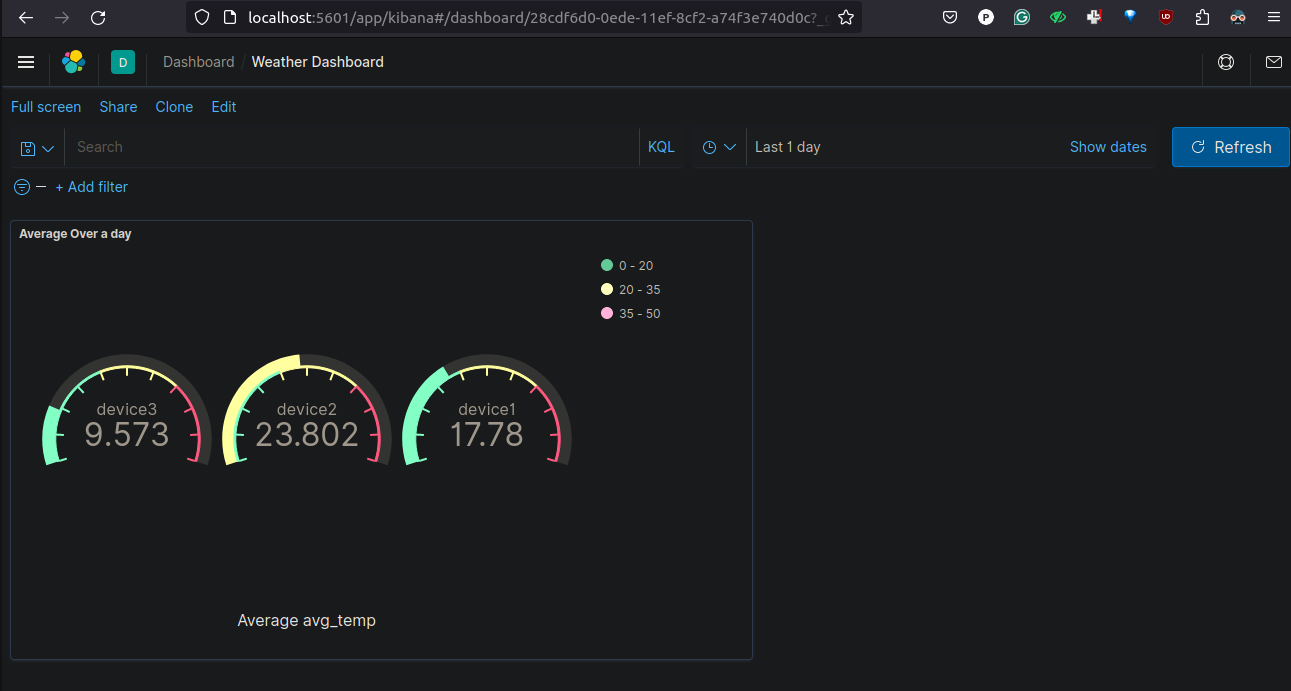 localhost:5601/app/kibana#/dashboard/28cdf6d0-0ede-11ef-8cf2-a74f3e740d0c?_
P
UD
D Dashboard / Weather Dashboard
Full screen Share Clone Edit
Search KQL Last 1 day Show dates Refresh
+ Add filter
Average Over a day
0 - 20
20 - 35
35 - 50
device3 device2 device1
9.573 23.802 17.78
Average avg_temp